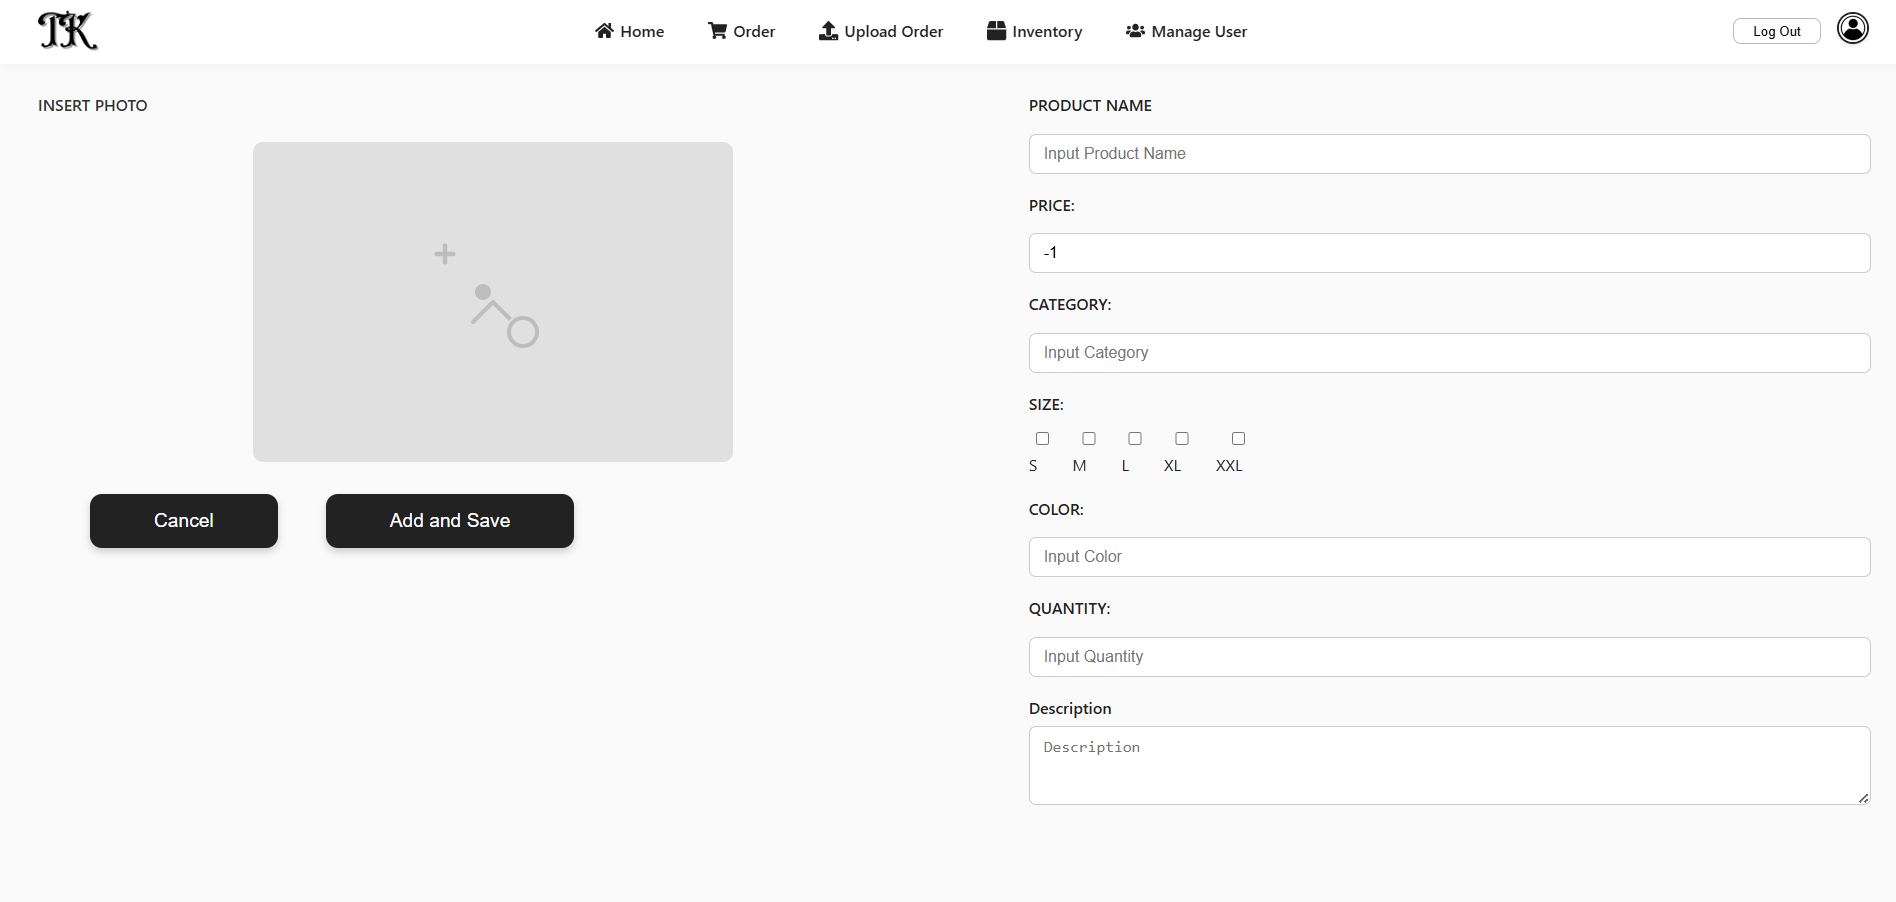 TK
Home Order Upload Order Inventory Manage User Log Out
INSERT PHOTO
Cancel Add and Save
PRODUCT NAME
Input Product Name
PRICE:
-1
CATEGORY:
Input Category
SIZE:
S M L XL XXL
COLOR:
Input Color
QUANTITY:
Input Quantity
Description
Description